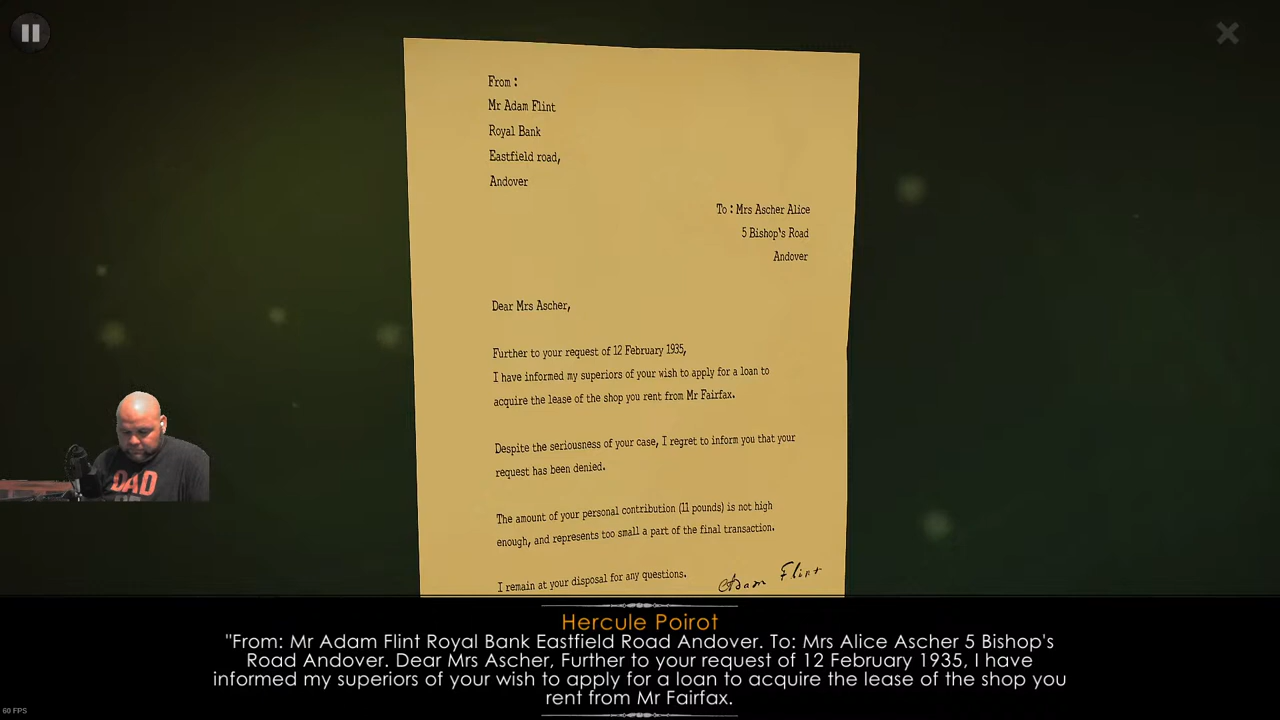 From :
Mr Adam Flint
Royal Bank
Eastfield road,
Andover
To : Mrs Ascher Alice
5 Bishop's Road
Andover
Dear Mrs Ascher,
Further to your request of 12 February 1935,
I have informed my superiors of your wish to apply for a loan to
acquire the lease of the shop you rent from Mr Fairfax.
Despite the seriousness of your case, I regret to inform you that your
request has been denied.
The amount of your personal contribution (11 pounds) is not high
enough, and represents too small a part of the final transaction.
I remain at your disposal for any questions.
Adam Flint
DAD
Hercule Poirot
"From: Mr Adam Flint Royal Bank Eastfield Road Andover. To: Mrs Alice Ascher 5 Bishop's
Road Andover. Dear Mrs Ascher, Further to your request of 12 February 1935, I have
informed my superiors of your wish to apply for a loan to acquire the lease of the shop you
rent from Mr Fairfax.
60 FPS